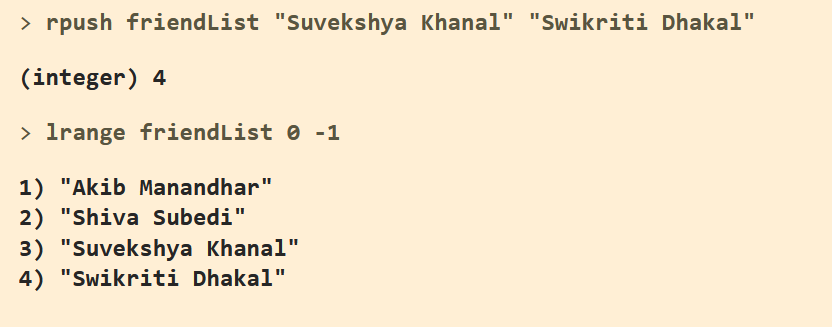 > rpush friendList "Suvekshya Khanal" "Swikriti Dhakal"
(integer) 4
> lrange friendList 0 -1
1) "Akib Manandhar"
2) "Shiva Subedi"
3) "Suvekshya Khanal"
4) "Swikriti Dhakal"